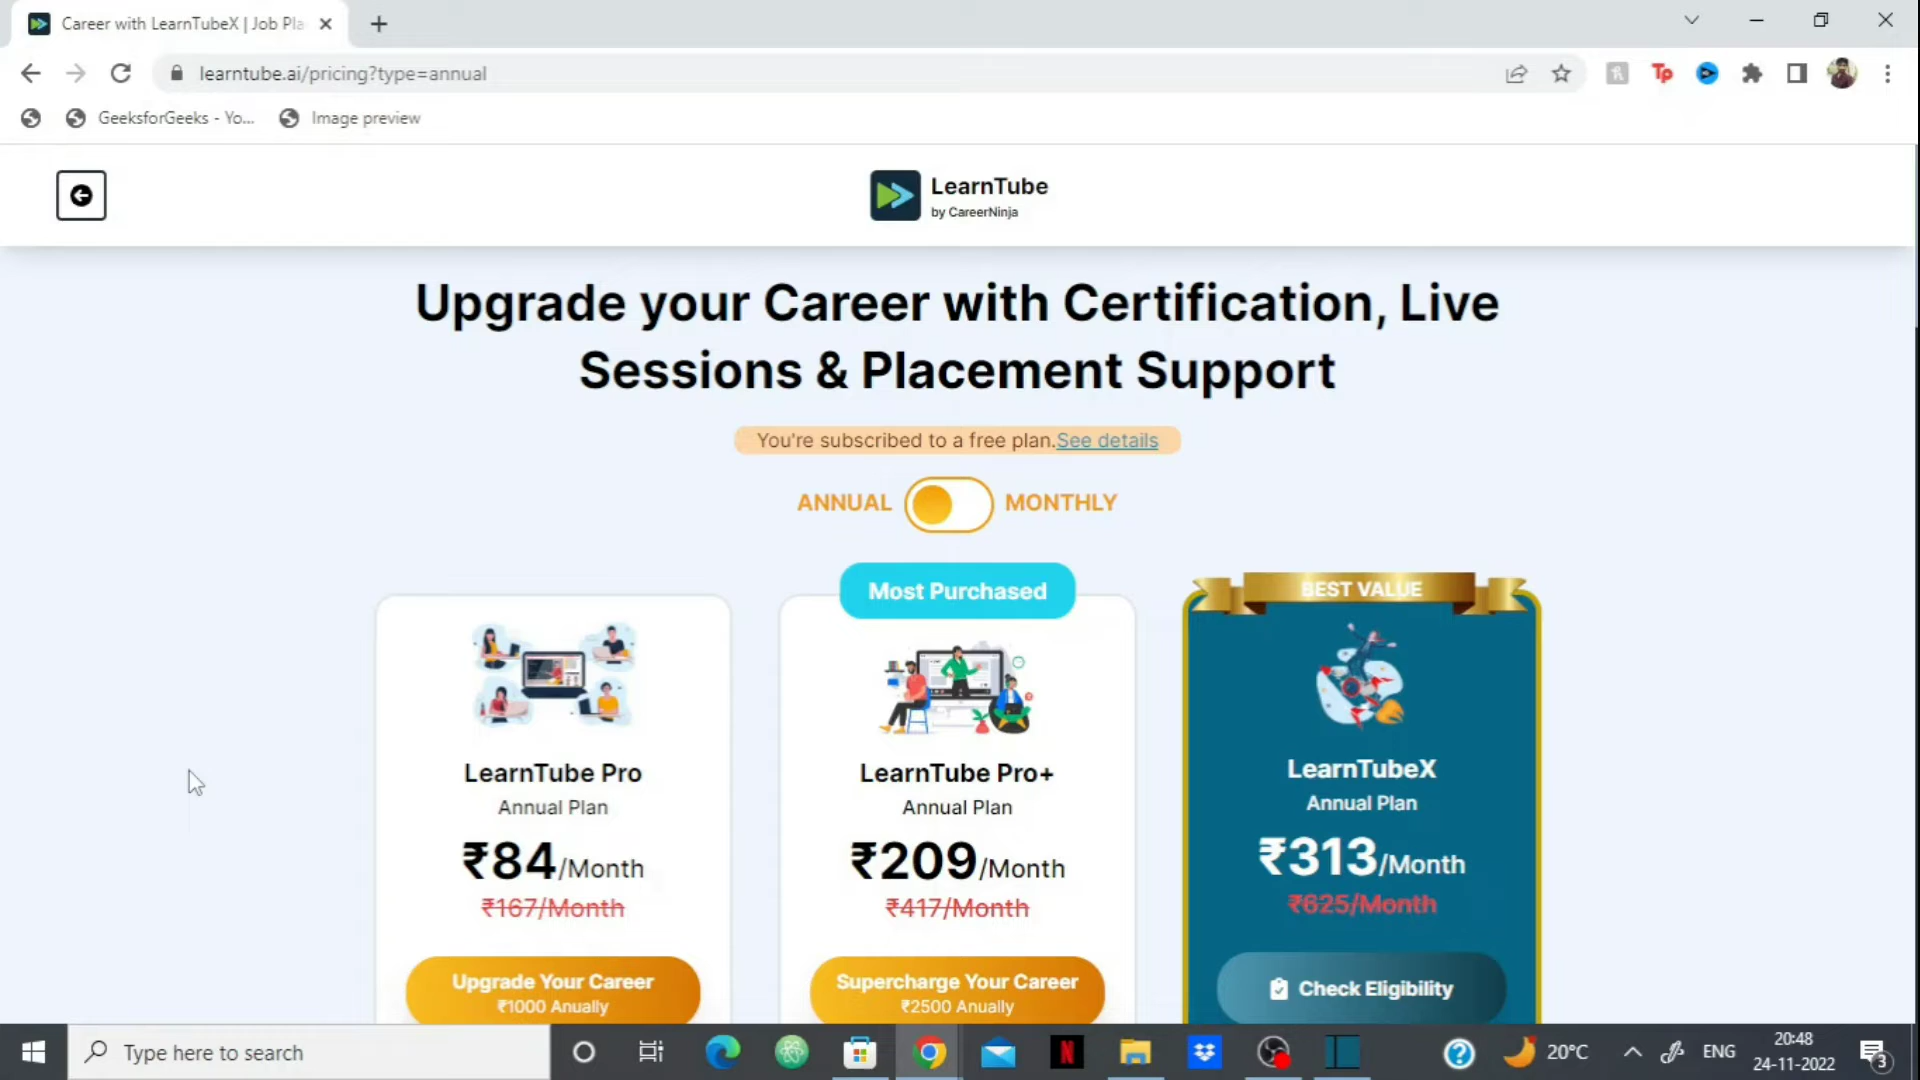 Career with LearnTubeX | Job Pla
learntube.ai/pricing?type=annual
GeeksforGeeks - Yo...
Image preview
LearnTube
by CareerNinja
Upgrade your Career with Certification, Live
Sessions & Placement Support
You're subscribed to a free plan.See details
ANNUAL
MONTHLY
Most Purchased
BEST VALUE
LearnTube Pro
Annual Plan
₹84/Month
₹167/Month
Upgrade Your Career
₹1000 Anually
LearnTube Pro+
Annual Plan
₹209/Month
₹417/Month
Supercharge Your Career
₹2500 Anually
LearnTubeX
Annual Plan
₹313/Month
₹625/Month
Check Eligibility
Type here to search
20°C
ENG
20:48
24-11-2022
3